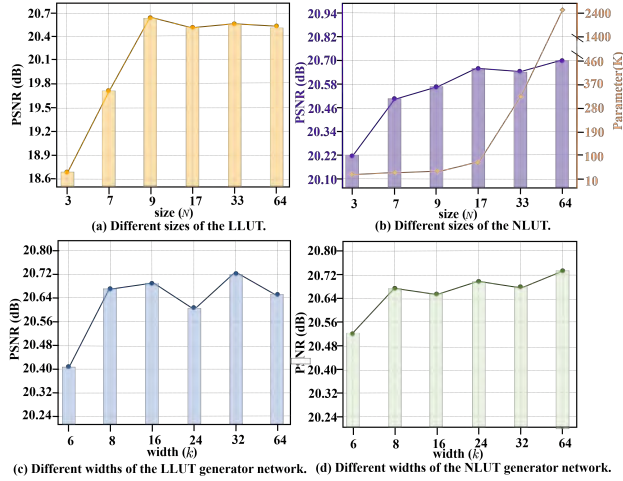 20.7
20.4
20.1
19.8
19.5
19.2
18.9
18.6
PSNR (dB)
3 7 9 17 33 64
size (N)
(a) Different sizes of the LLUT.
20.94
20.82
20.70
20.58
20.46
20.34
20.22
20.10
PSNR (dB)
2400
1400
460
370
280
190
100
10
Parameter(K)
3 7 9 17 33 64
size (N)
(b) Different sizes of the NLUT.
20.80
20.72
20.64
20.56
20.48
20.40
20.32
20.24
PSNR (dB)
6 8 16 24 32 64
width (k)
(c) Different widths of the LLUT generator network.
20.80
20.72
20.64
20.56
20.48
20.40
20.32
20.24
PSNR (dB)
6 8 16 24 32 64
width (k)
(d) Different widths of the NLUT generator network.